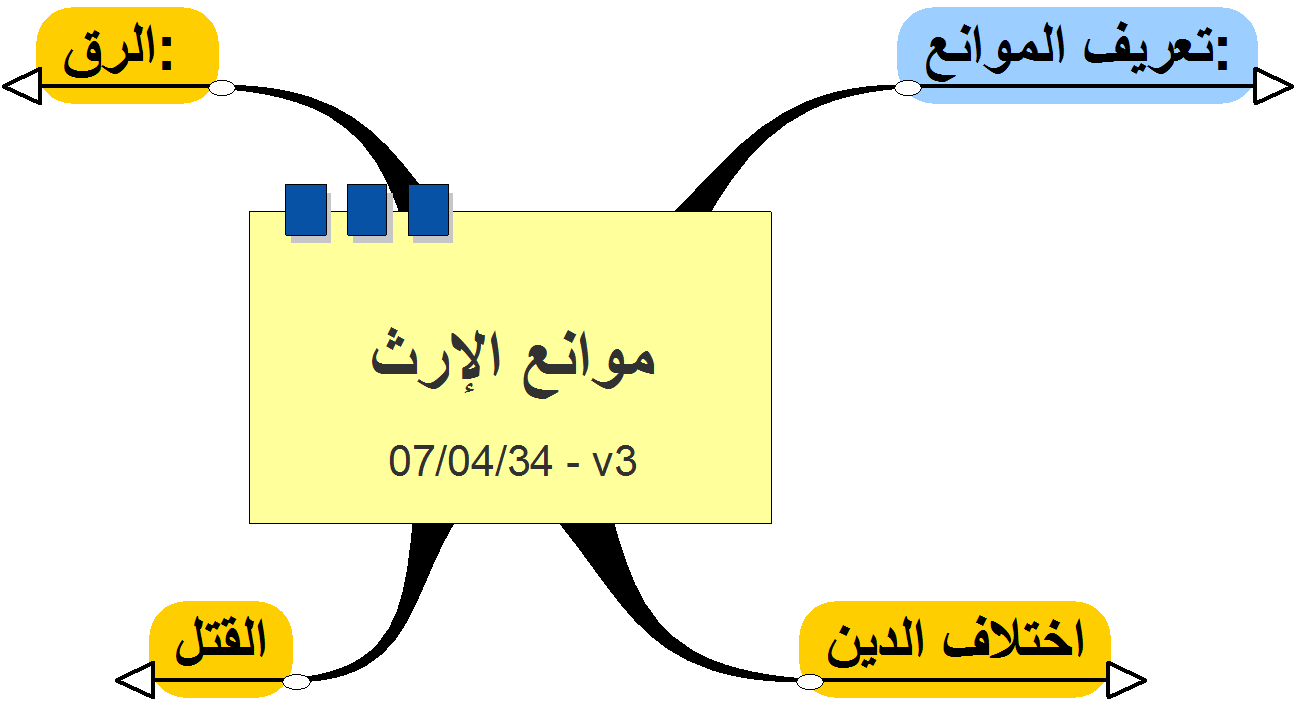 تعريف الموانع:
الرق:
موانع الإرث
07/04/34 - v3
اختلاف الدين
القتل